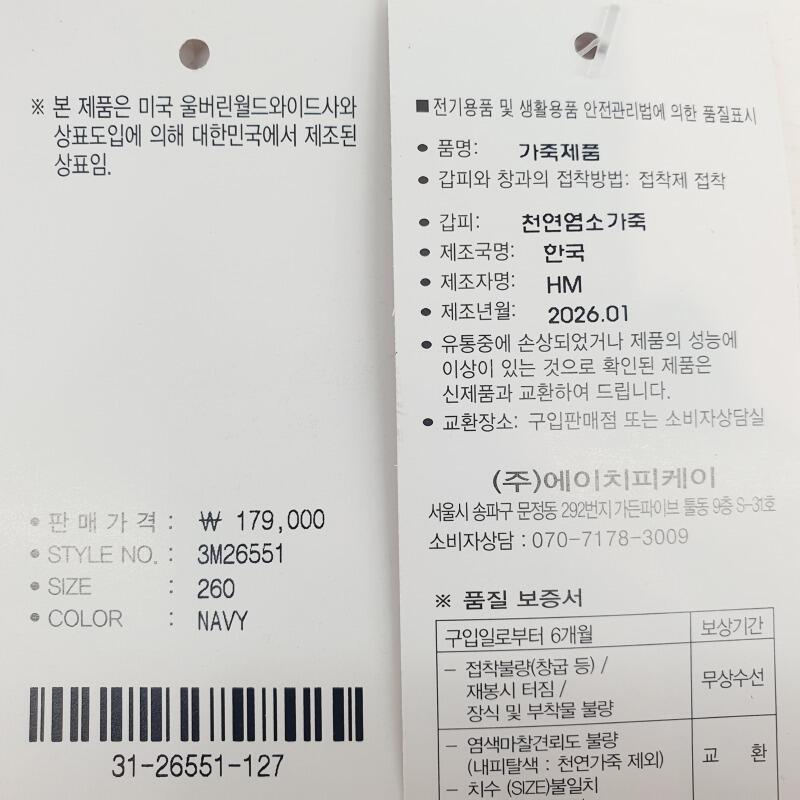 ※ 본 제품은 미국 울버린월드와이드사와
상표도입에 의해 대한민국에서 제조된
상표임.
• 판 매 가 격 : ₩ 179,000
• STYLE NO. : 3M26551
• SIZE : 260
• COLOR : NAVY
31-26551-127
■ 전기용품 및 생활용품 안전관리법에 의한 품질표시
• 품명: 가죽제품
• 갑피와 창과의 접착방법: 접착제 접착
• 갑피: 천연염소가죽
• 제조국명: 한국
• 제조자명: HM
• 제조년월: 2026.01
• 유통중에 손상되었거나 제품의 성능에
이상이 있는 것으로 확인된 제품은
신제품과 교환하여 드립니다.
• 교환장소: 구입판매점 또는 소비자상담실
(주)에이치피케이
서울시 송파구 문정동 292번지 가든파이브 툴동 9층 S-31호
소비자상담 : 070-7178-3009
※ 품질 보증서
구입일로부터 6개월 보상기간
- 접착불량(창굽 등) /
재봉시 터짐 /
장식 및 부착물 불량
무상수선
- 염색마찰견뢰도 불량
(내피탈색 : 천연가죽 제외)
- 치수 (SIZE)불일치
교 환